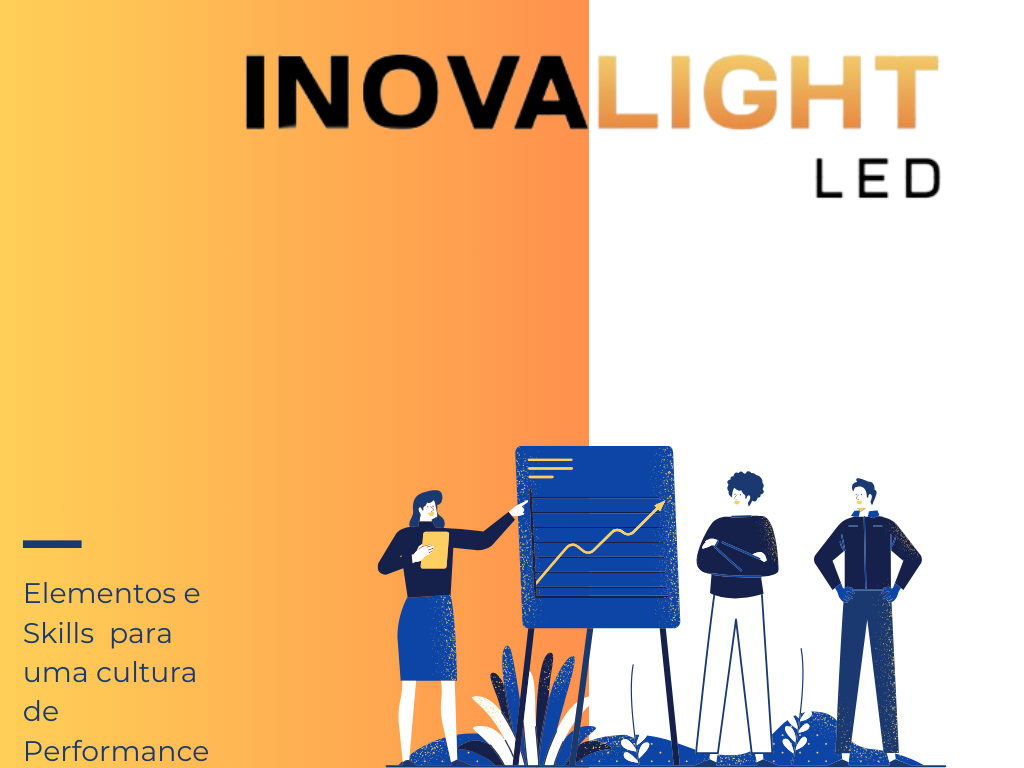 INOVALIGHT
LED
Elementos e
Skills  para
uma cultura
de
Performance